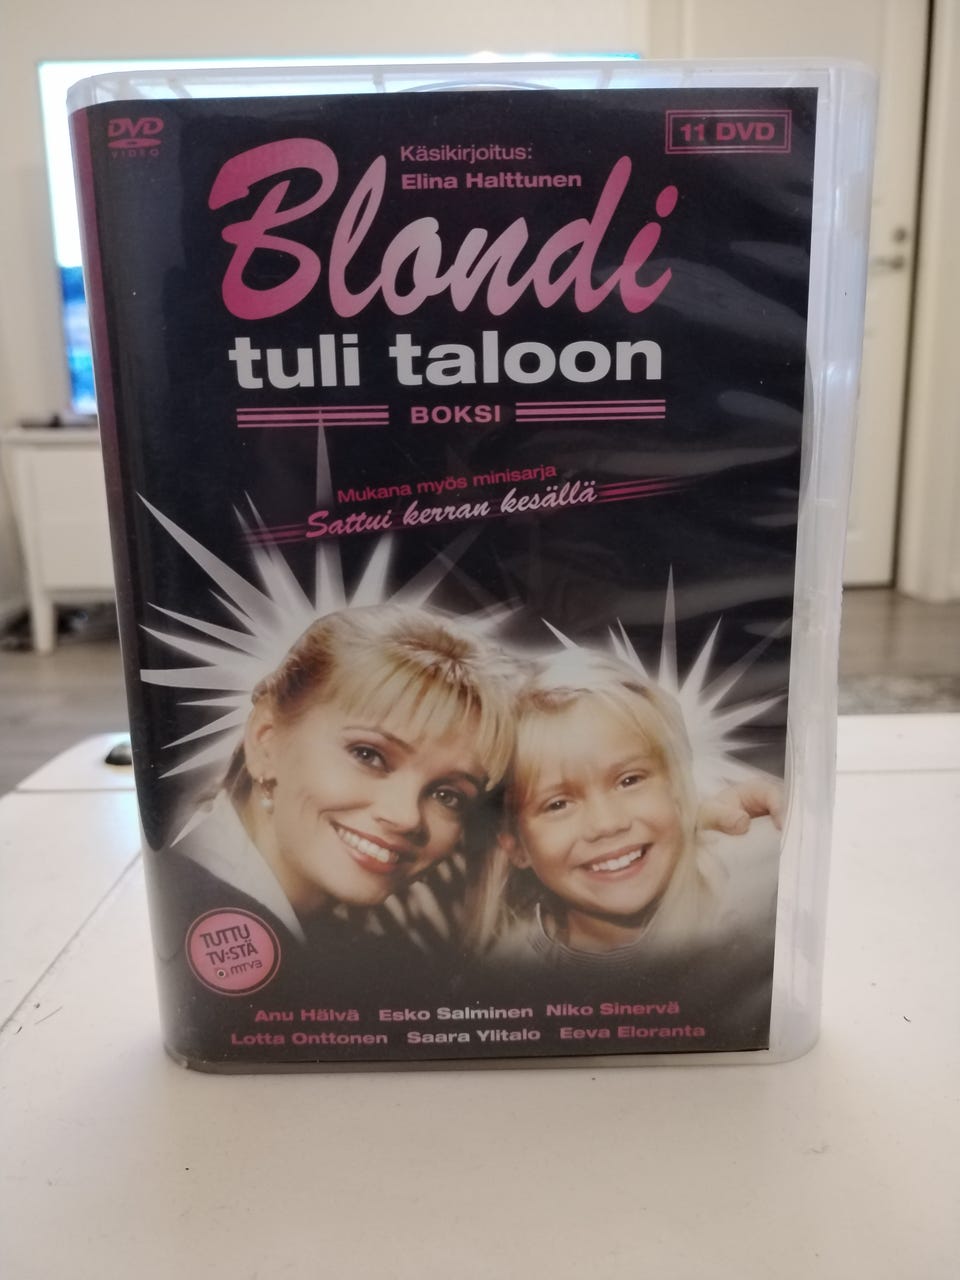 DVD
VIDEO
11 DVD
Käsikirjoitus:
Elina Halttunen
Blondi
tuli taloon
BOKSI
Mukana myös minisarja
Sattui kerran kesällä
TUTTU
TV:STÄ
MTV3
Anu Hälvä Esko Salminen Niko Sinervä
Lotta Onttonen Saara Ylitalo Eeva Eloranta